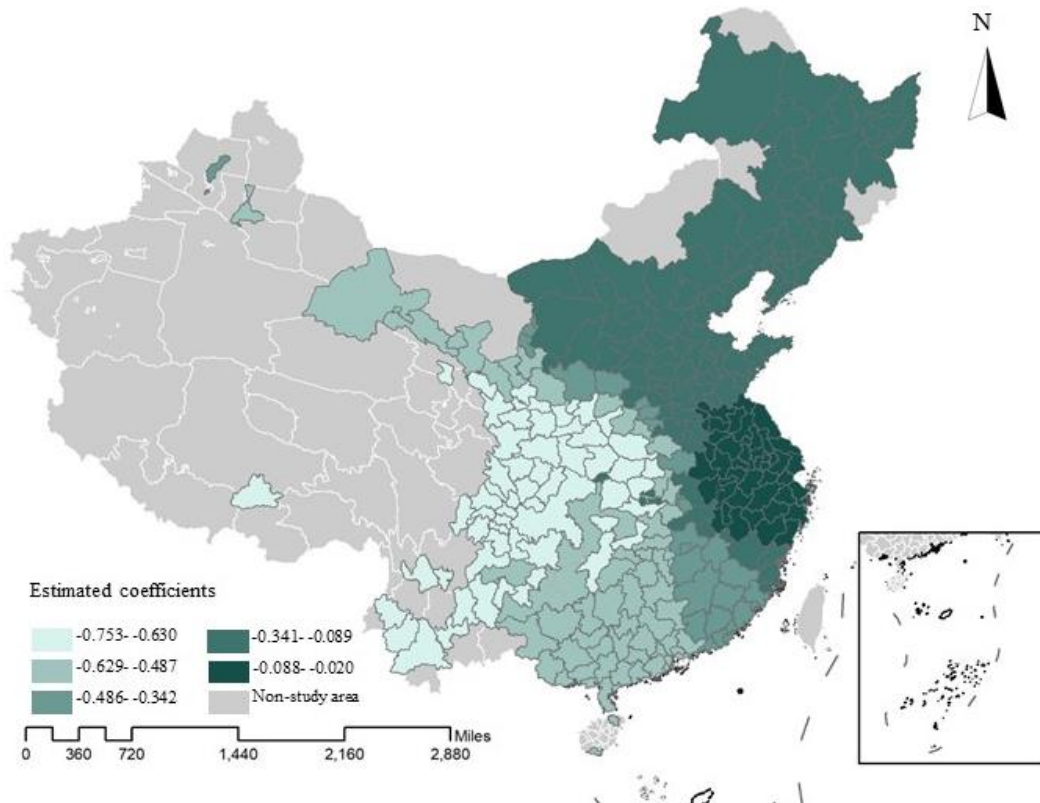 N
Estimated coefficients
-0.753- -0.630
-0.629- -0.487
-0.486- -0.342
-0.341- -0.089
-0.088- -0.020
Non-study area
Miles
0 360 720 1,440 2,160 2,880